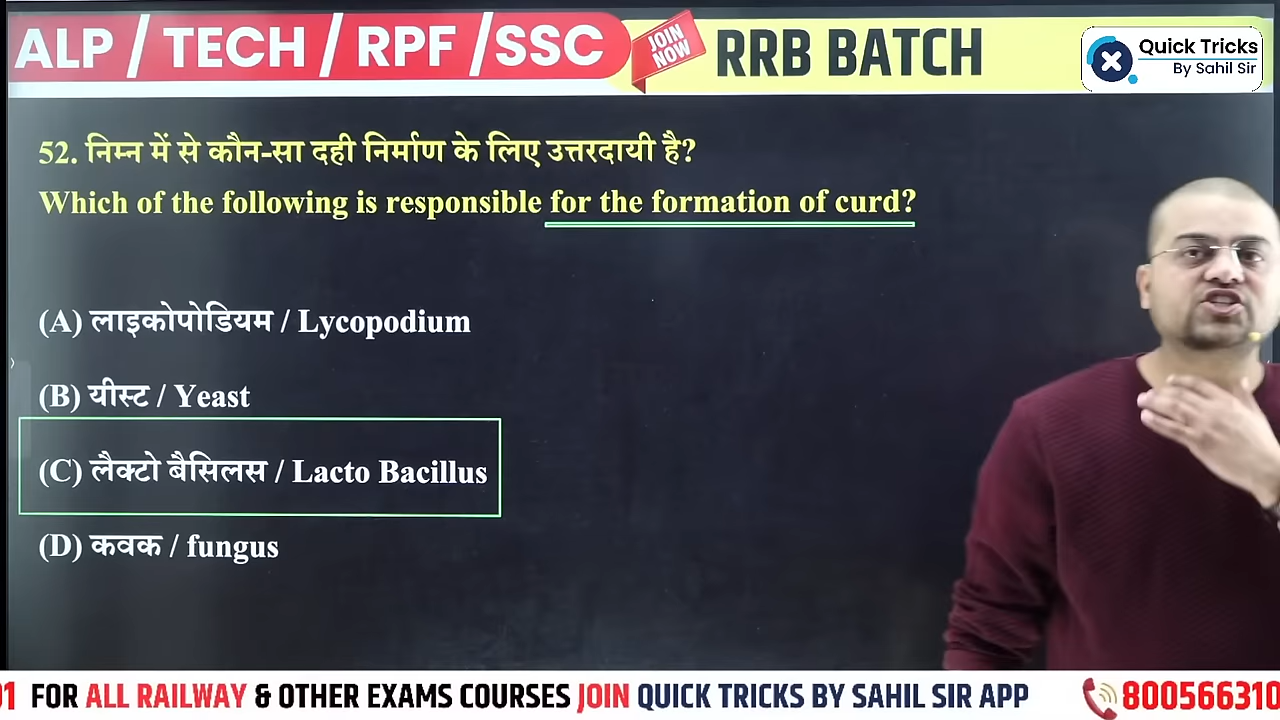 ALP / TECH / RPF / SSC
JOIN
NOW
RRB BATCH
Quick Tricks
By Sahil Sir
52. निम्न में से कौन-सा दही निर्माण के लिए उत्तरदायी है?
Which of the following is responsible for the formation of curd?
(A) लाइकोपोडियम / Lycopodium
(B) यीस्ट / Yeast
(C) लैक्टो बैसिलस / Lacto Bacillus
(D) कवक / fungus
01 FOR ALL RAILWAY & OTHER EXAMS COURSES JOIN QUICK TRICKS BY SAHIL SIR APP
800566310